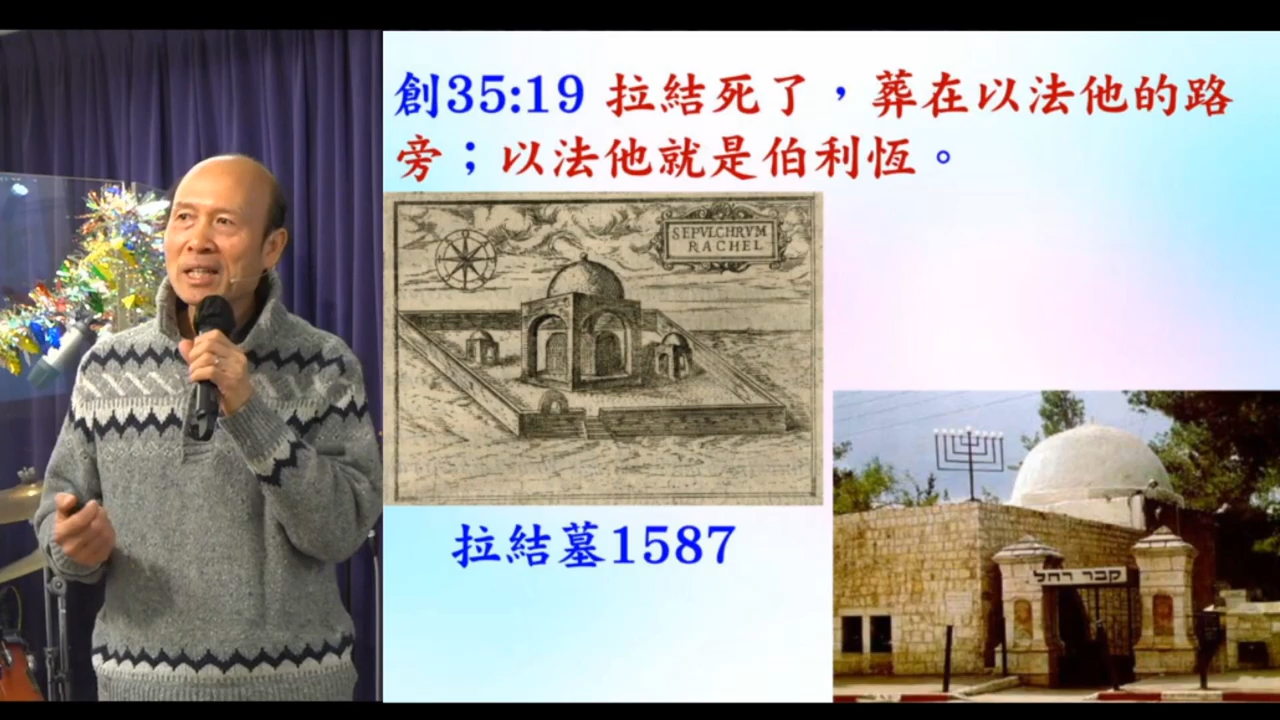 創35:19 拉結死了，葬在以法他的路
旁；以法他就是伯利恆。
SEPVLCHRVM
RACHEL
拉結墓1587
קבר רחל